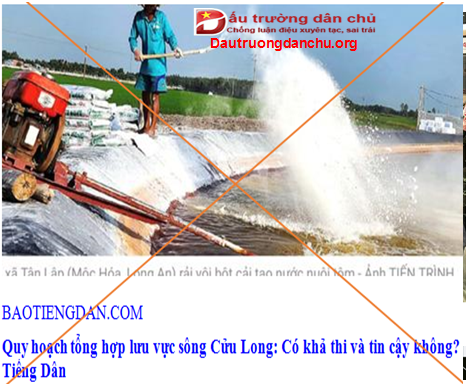 Đấu trường dân chủ
Chống luận điệu xuyên tạc, sai trái
Dautruongdanchu.org
xã Tân Lập (Mộc Hóa, Long An) rải vôi bột cải tạo nước nuôi tôm - Ảnh TIẾN TRÌNH
BAOTIENGDAN.COM
Quy hoạch tổng hợp lưu vực sông Cửu Long: Có khả thi và tin cậy không?
Tiếng Dân